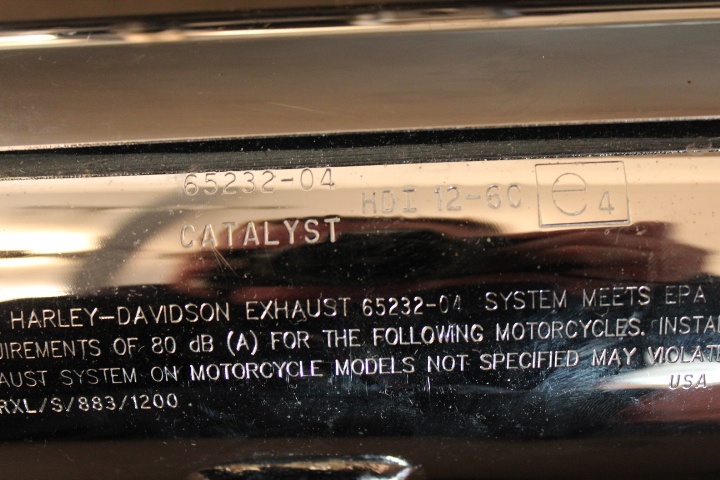 65232-04
HDI 12-60 e 4
CATALYST
HARLEY-DAVIDSON EXHAUST 65232-04 SYSTEM MEETS EPA
UIREMENTS OF 80 dB (A) FOR THE FOLLOWING MOTORCYCLES. INSTA
AUST SYSTEM ON MOTORCYCLE MODELS NOT SPECIFIED MAY VIOLAT
USA
RXL/S/883/1200.